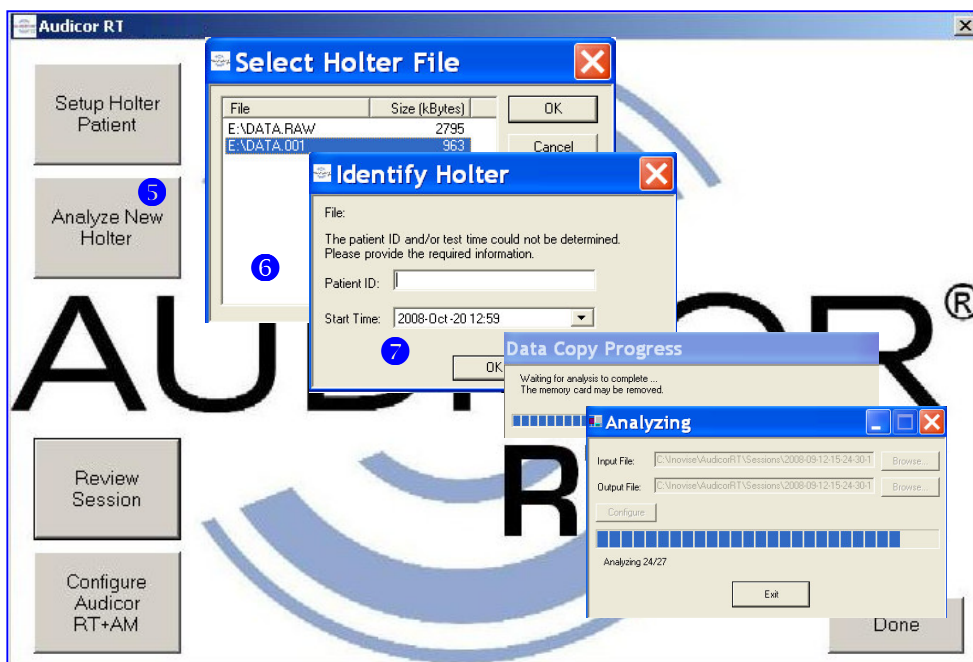 Audicor RT
Setup Holter
Patient
5
Analyze New
Holter
Select Holter File
File
Size (kBytes)
E:\DATA.RAW
2795
E:\DATA.001
963
OK
Cancel
6
Identify Holter
File:
The patient ID and/or test time could not be determined.
Please provide the required information.
Patient ID:
Start Time:
2008-Oct-20 12:59
7
OK
Data Copy Progress
Waiting for analysis to complete ...
The memory card may be removed.
Analyzing
Input File:
C:\Inovise\AudicorRT\Sessions\2008-09-12-15-24-30-1
Browse...
Output File:
C:\Inovise\AudicorRT\Sessions\2008-09-12-15-24-30-1
Browse...
Configure
Analyzing 24/27
Exit
Review
Session
Configure
Audicor
RT+AM
Done